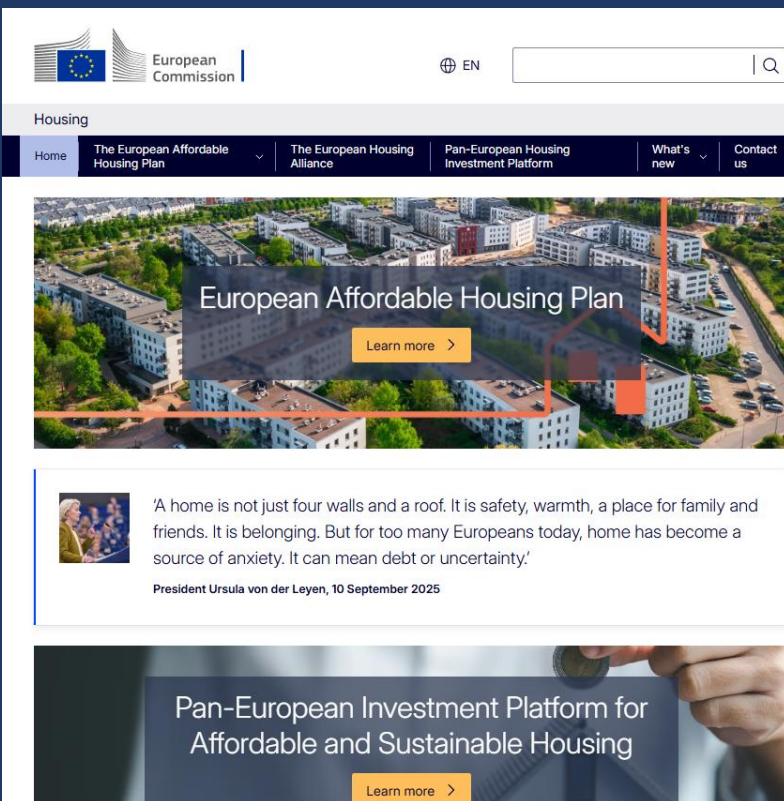 European
Commission
EN
Housing
Home
The European Affordable
Housing Plan
The European Housing
Alliance
Pan-European Housing
Investment Platform
What's
new
Contact
us
European Affordable Housing Plan
Learn more
'A home is not just four walls and a roof. It is safety, warmth, a place for family and
friends. It is belonging. But for too many Europeans today, home has become a
source of anxiety. It can mean debt or uncertainty.'
President Ursula von der Leyen, 10 September 2025
Pan-European Investment Platform for
Affordable and Sustainable Housing
Learn more